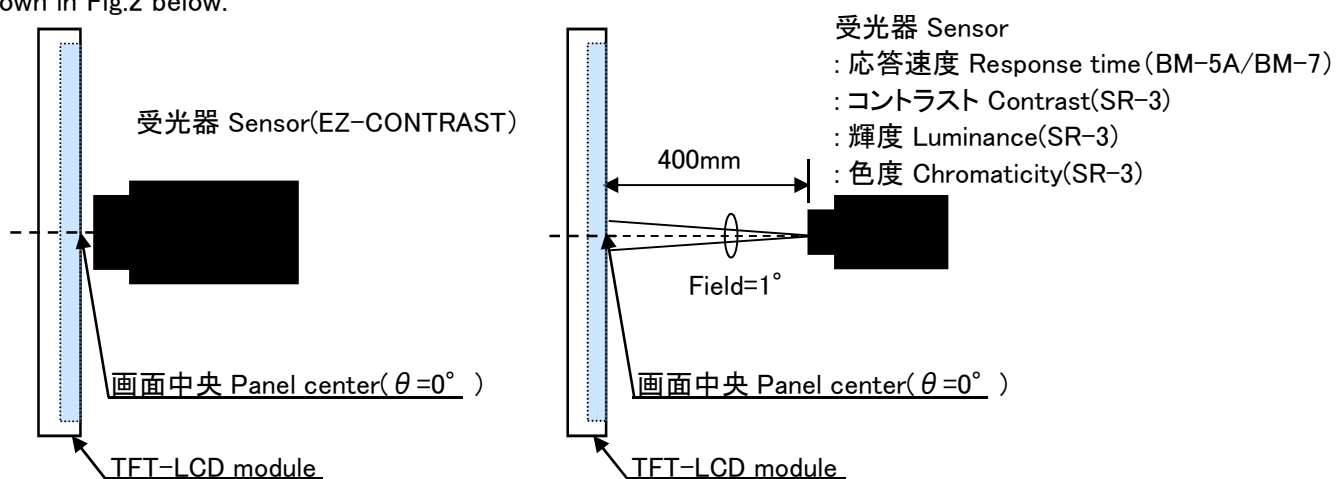 own in Fig.2 below.
受光器 Sensor(EZ-CONTRAST)
画面中央 Panel center(θ=0° )
TFT-LCD module
受光器 Sensor
: 応答速度 Response time(BM-5A/BM-7)
: コントラスト Contrast(SR-3)
: 輝度 Luminance(SR-3)
: 色度 Chromaticity(SR-3)
400mm
Field=1°
画面中央 Panel center(θ=0° )
TFT-LCD module